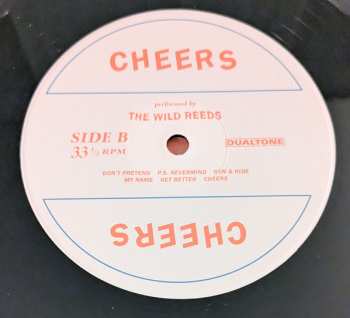 CHEERS
performed by
THE WILD REEDS
SIDE B
33 1/3 RPM
DUALTONE
DON'T PRETEND P.S. NEVERMIND RUN & HIDE
MY NAME GET BETTER CHEERS
CHEERS